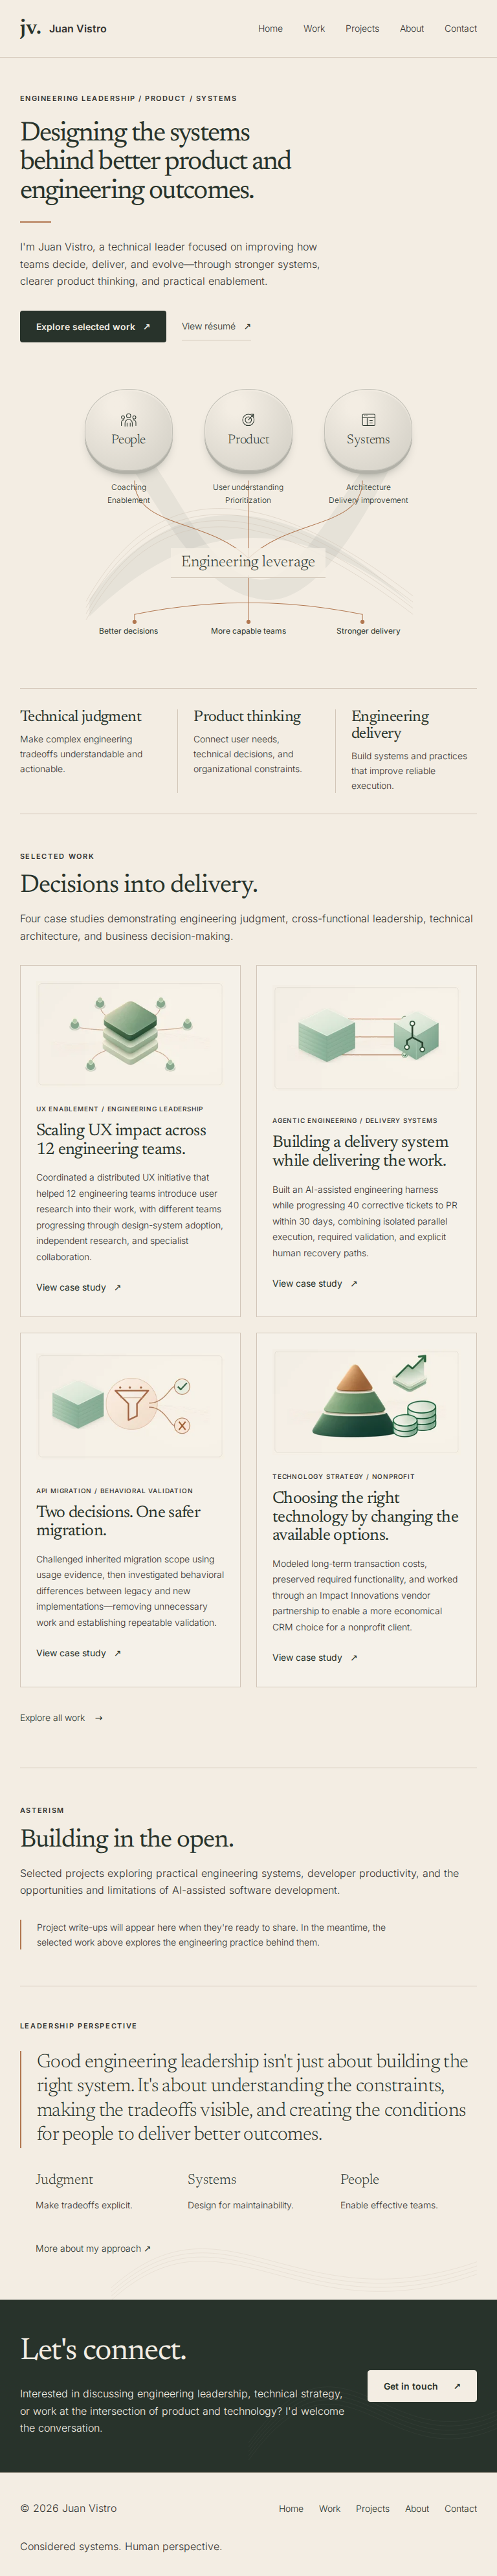 jv. Juan Vistro
Home Work Projects About Contact
ENGINEERING LEADERSHIP / PRODUCT / SYSTEMS
Designing the systems
behind better product and
engineering outcomes.
I'm Juan Vistro, a technical leader focused on improving how
teams decide, deliver, and evolve—through stronger systems,
clearer product thinking, and practical enablement.
Explore selected work ↗
View résumé ↗
People
Product
Systems
Coaching
Enablement
User understanding
Prioritization
Architecture
Delivery improvement
Engineering leverage
Better decisions
More capable teams
Stronger delivery
Technical judgment
Make complex engineering
tradeoffs understandable and
actionable.
Product thinking
Connect user needs,
technical decisions, and
organizational constraints.
Engineering
delivery
Build systems and practices
that improve reliable
execution.
SELECTED WORK
Decisions into delivery.
Four case studies demonstrating engineering judgment, cross-functional leadership, technical
architecture, and business decision-making.
UX ENABLEMENT / ENGINEERING LEADERSHIP
Scaling UX impact across
12 engineering teams.
Coordinated a distributed UX initiative that
helped 12 engineering teams introduce user
research into their work, with different teams
progressing through design-system adoption,
independent research, and specialist
collaboration.
View case study ↗
AGENTIC ENGINEERING / DELIVERY SYSTEMS
Building a delivery system
while delivering the work.
Built an AI-assisted engineering harness
while progressing 40 corrective tickets to PR
within 30 days, combining isolated parallel
execution, required validation, and explicit
human recovery paths.
View case study ↗
API MIGRATION / BEHAVIORAL VALIDATION
Two decisions. One safer
migration.
Challenged inherited migration scope using
usage evidence, then investigated behavioral
differences between legacy and new
implementations—removing unnecessary
work and establishing repeatable validation.
View case study ↗
TECHNOLOGY STRATEGY / NONPROFIT
Choosing the right
technology by changing the
available options.
Modeled long-term transaction costs,
preserved required functionality, and worked
through an Impact Innovations vendor
partnership to enable a more economical
CRM choice for a nonprofit client.
View case study ↗
Explore all work →
ASTERISM
Building in the open.
Selected projects exploring practical engineering systems, developer productivity, and the
opportunities and limitations of AI-assisted software development.
Project write-ups will appear here when they're ready to share. In the meantime, the
selected work above explores the engineering practice behind them.
LEADERSHIP PERSPECTIVE
Good engineering leadership isn't just about building the
right system. It's about understanding the constraints,
making the tradeoffs visible, and creating the conditions
for people to deliver better outcomes.
Judgment
Make tradeoffs explicit.
Systems
Design for maintainability.
People
Enable effective teams.
More about my approach ↗
Let's connect.
Interested in discussing engineering leadership, technical strategy,
or work at the intersection of product and technology? I'd welcome
the conversation.
Get in touch ↗
© 2026 Juan Vistro
Home Work Projects About Contact
Considered systems. Human perspective.